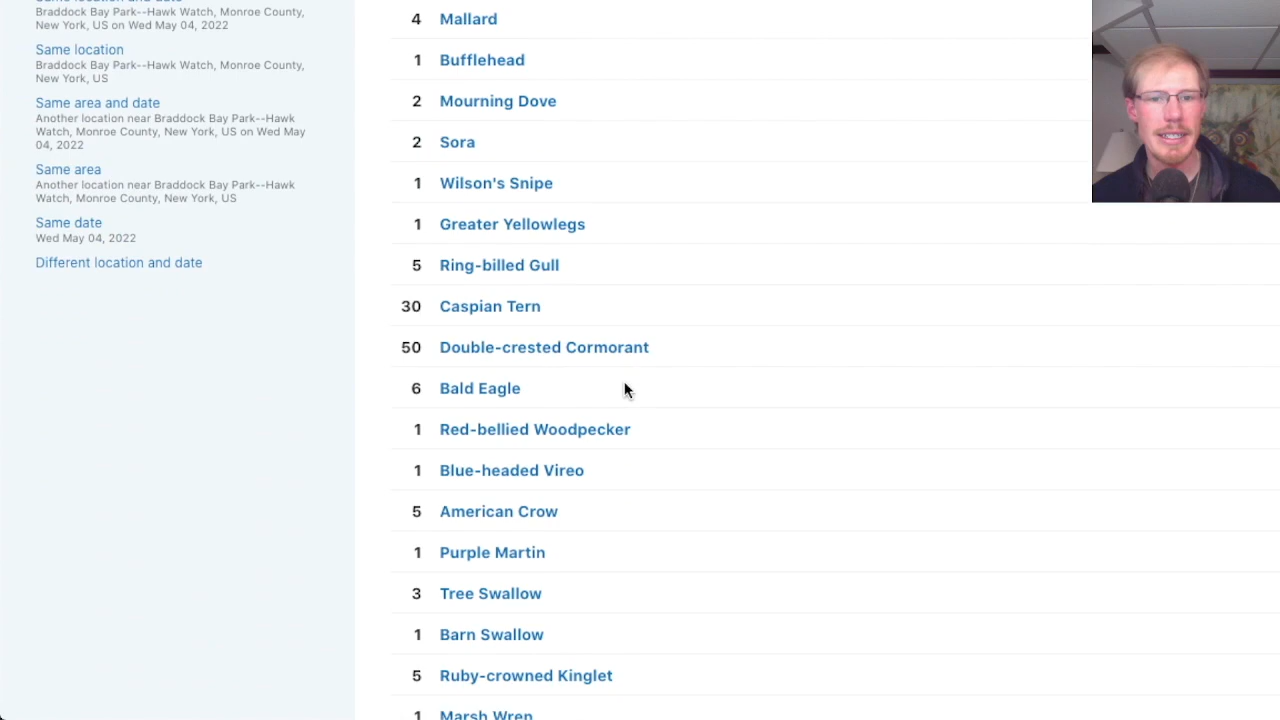 Same location and date
Braddock Bay Park--Hawk Watch, Monroe County,
New York, US on Wed May 04, 2022
Same location
Braddock Bay Park--Hawk Watch, Monroe County,
New York, US
Same area and date
Another location near Braddock Bay Park--Hawk
Watch, Monroe County, New York, US on Wed May
04, 2022
Same area
Another location near Braddock Bay Park--Hawk
Watch, Monroe County, New York, US
Same date
Wed May 04, 2022
Different location and date
4 Mallard
1 Bufflehead
2 Mourning Dove
2 Sora
1 Wilson's Snipe
1 Greater Yellowlegs
5 Ring-billed Gull
30 Caspian Tern
50 Double-crested Cormorant
6 Bald Eagle
1 Red-bellied Woodpecker
1 Blue-headed Vireo
5 American Crow
1 Purple Martin
3 Tree Swallow
1 Barn Swallow
5 Ruby-crowned Kinglet
1 Marsh Wren